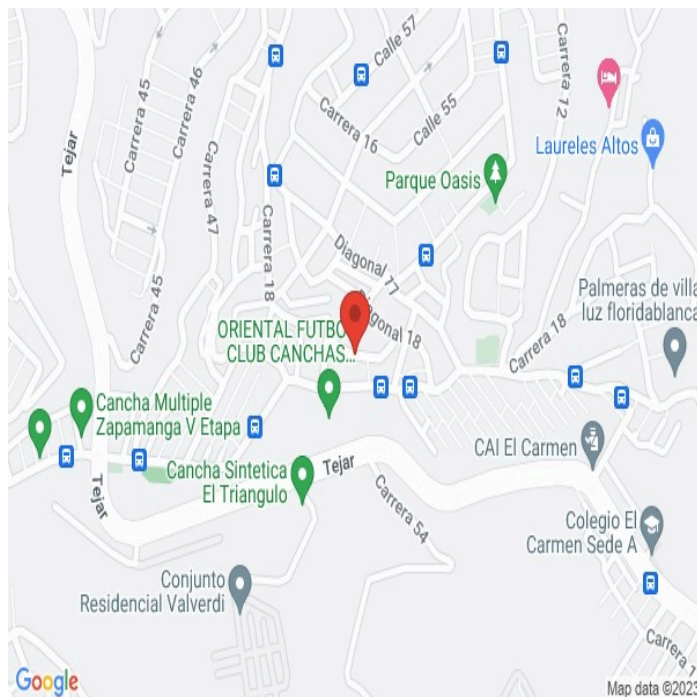 Calle 57
Carrera 12
Carrera 45
Carrera 46
Carrera 16
Calle 55
Laureles Altos
Tejar
Parque Oasis
Carrera 47
Carrera 18
Diagonal 77
Palmeras de villa
luz floridablanca
Diagonal 18
Carrera 45
ORIENTAL FUTBO
CLUB CANCHAS...
Carrera 18
Cancha Multiple
Zapamanga V Etapa
CAI El Carmen
Cancha Sintetica
El Triangulo
Tejar
Tejar
Carrera 54
Colegio El
Carmen Sede A
Conjunto
Residencial Valverdi
Carrera 1
Google
Map data ©2023